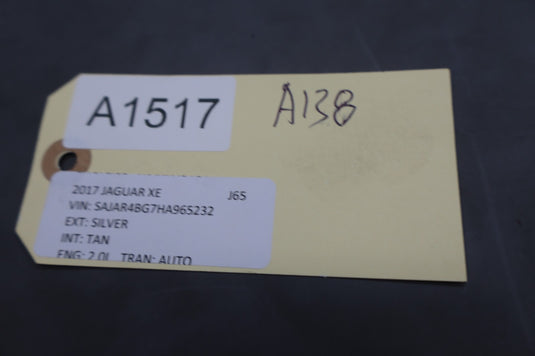 A1517
A138
2017 JAGUAR XE J65
VIN: SAJAR4BG7HA965232
EXT: SILVER
INT: TAN
ENG: 2.0L TRAN: AUTO